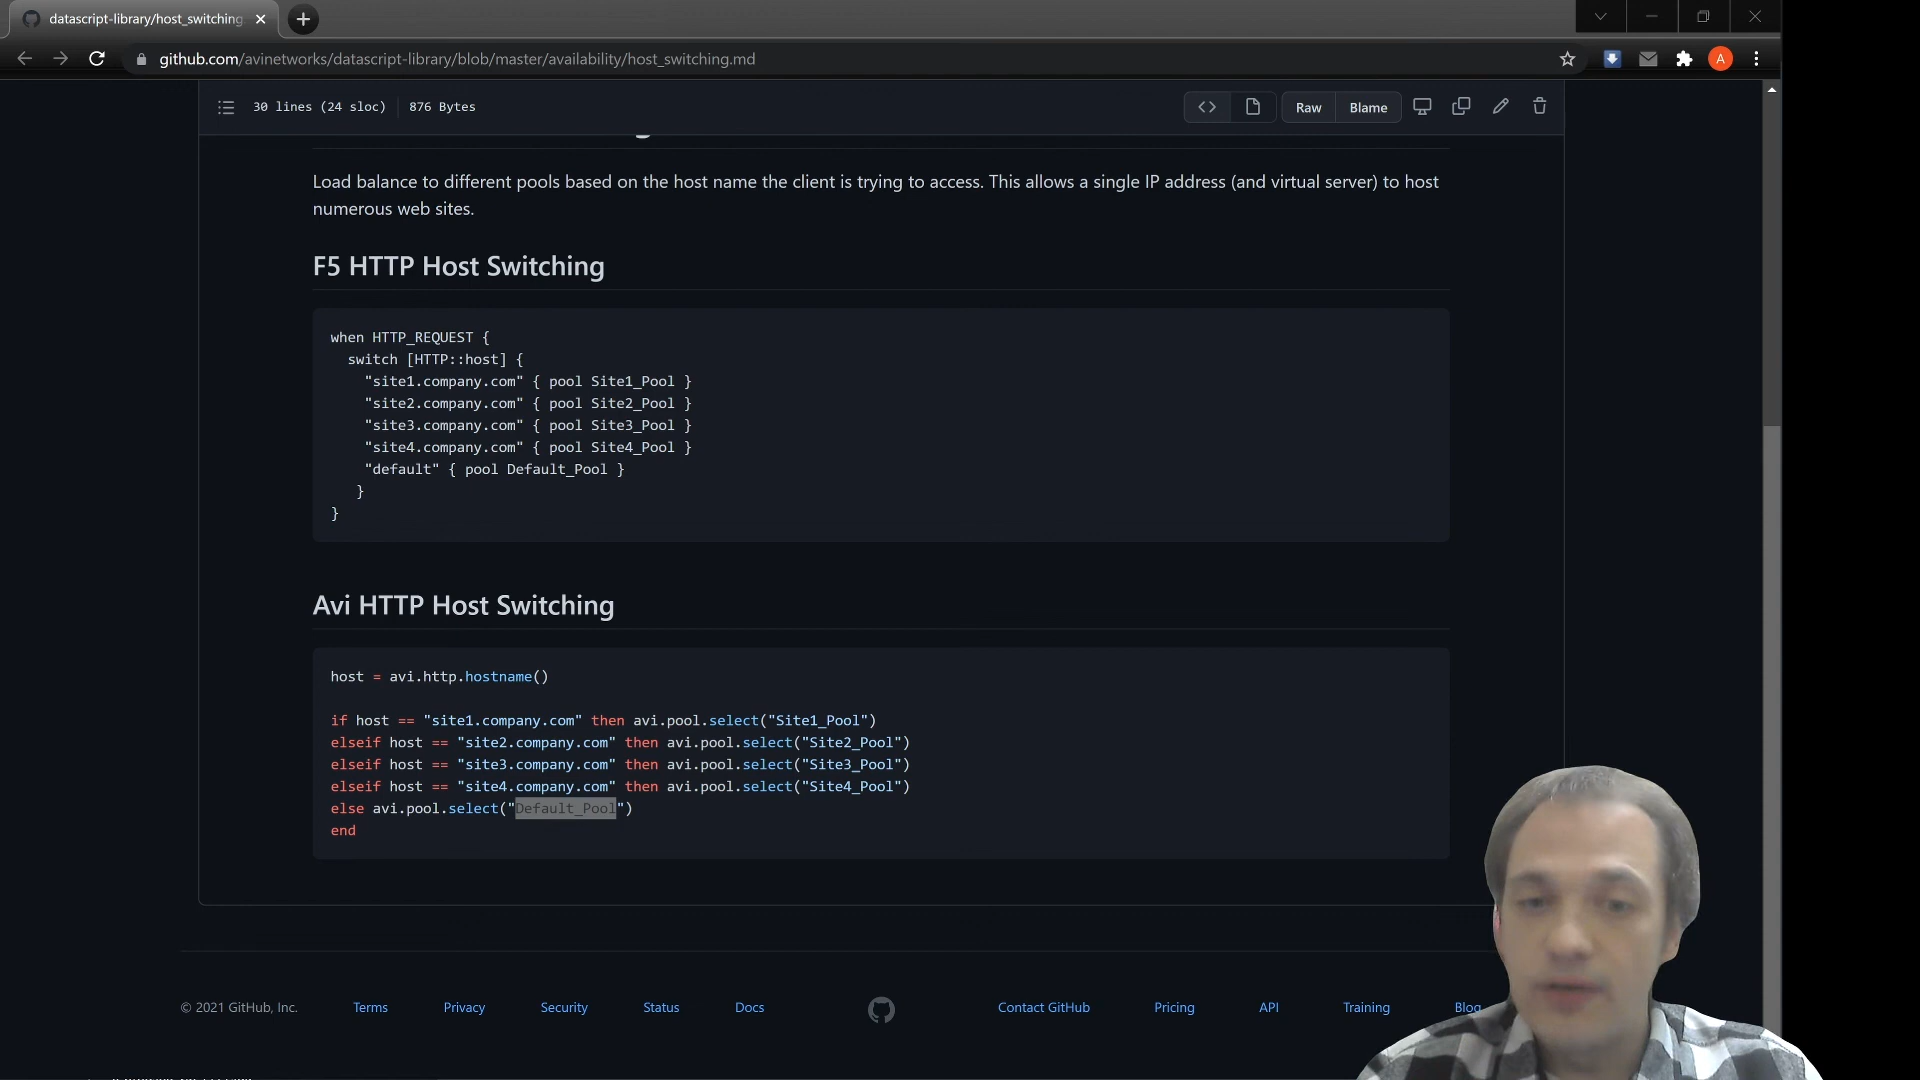 datascript-library/host_switching
github.com/avinetworks/datascript-library/blob/master/availability/host_switching.md
A
30 lines (24 sloc) 876 Bytes
Raw Blame
Load balance to different pools based on the host name the client is trying to access. This allows a single IP address (and virtual server) to host
numerous web sites.
F5 HTTP Host Switching
when HTTP_REQUEST {
switch [HTTP::host] {
"site1.company.com" { pool Site1_Pool }
"site2.company.com" { pool Site2_Pool }
"site3.company.com" { pool Site3_Pool }
"site4.company.com" { pool Site4_Pool }
"default" { pool Default_Pool }
}
}
Avi HTTP Host Switching
host = avi.http.hostname()
if host == "site1.company.com" then avi.pool.select("Site1_Pool")
elseif host == "site2.company.com" then avi.pool.select("Site2_Pool")
elseif host == "site3.company.com" then avi.pool.select("Site3_Pool")
elseif host == "site4.company.com" then avi.pool.select("Site4_Pool")
else avi.pool.select("Default_Pool")
end
© 2021 GitHub, Inc. Terms Privacy Security Status Docs Contact GitHub Pricing API Training Blog